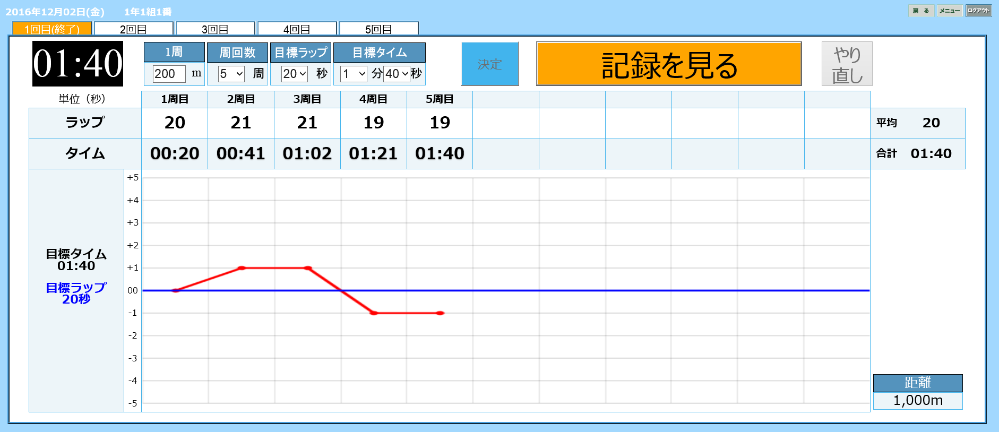 2016年12月02日(金) 1年1組1番 戻 る メニュー ログアウト
1回目(終了) 2回目 3回目 4回目 5回目
01:40
1周 周回数 目標ラップ 目標タイム
200 m 5 周 20 秒 1 分 40 秒
決定
記録を見る
やり
直し
単位（秒） 1周目 2周目 3周目 4周目 5周目
ラップ 20 21 21 19 19 平均 20
タイム 00:20 00:41 01:02 01:21 01:40 合計 01:40
+5
+4
+3
+2
+1
00
-1
-2
-3
-4
-5
目標タイム
01:40
目標ラップ
20秒
距離
1,000m